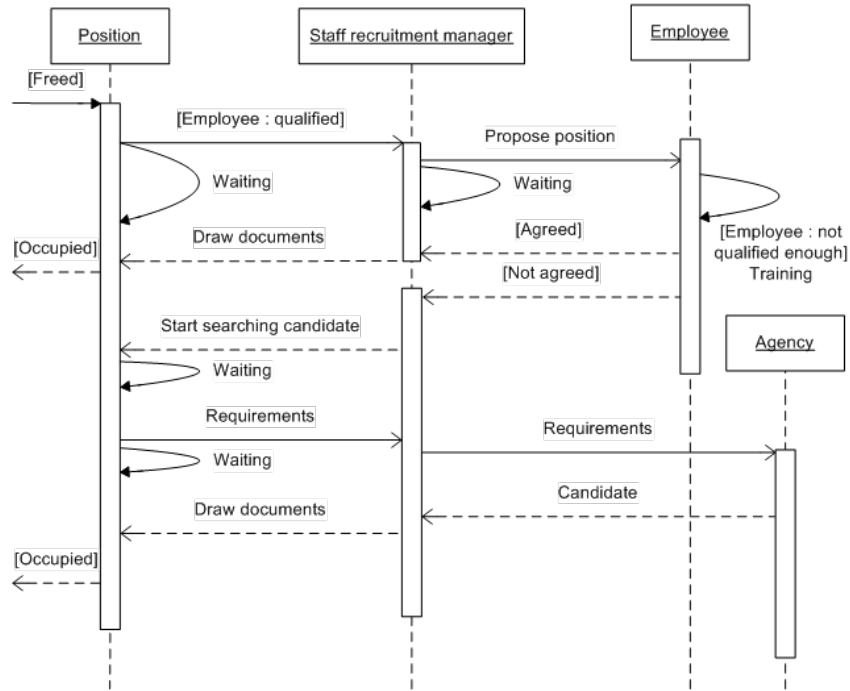 Position
Staff recruitment manager
Employee
[Freed]
[Employee : qualified]
Propose position
Waiting
Waiting
[Employee : not
qualified enough]
Training
[Agreed]
Draw documents
[Occupied]
[Not agreed]
Start searching candidate
Agency
Waiting
Requirements
Requirements
Waiting
Candidate
Draw documents
[Occupied]